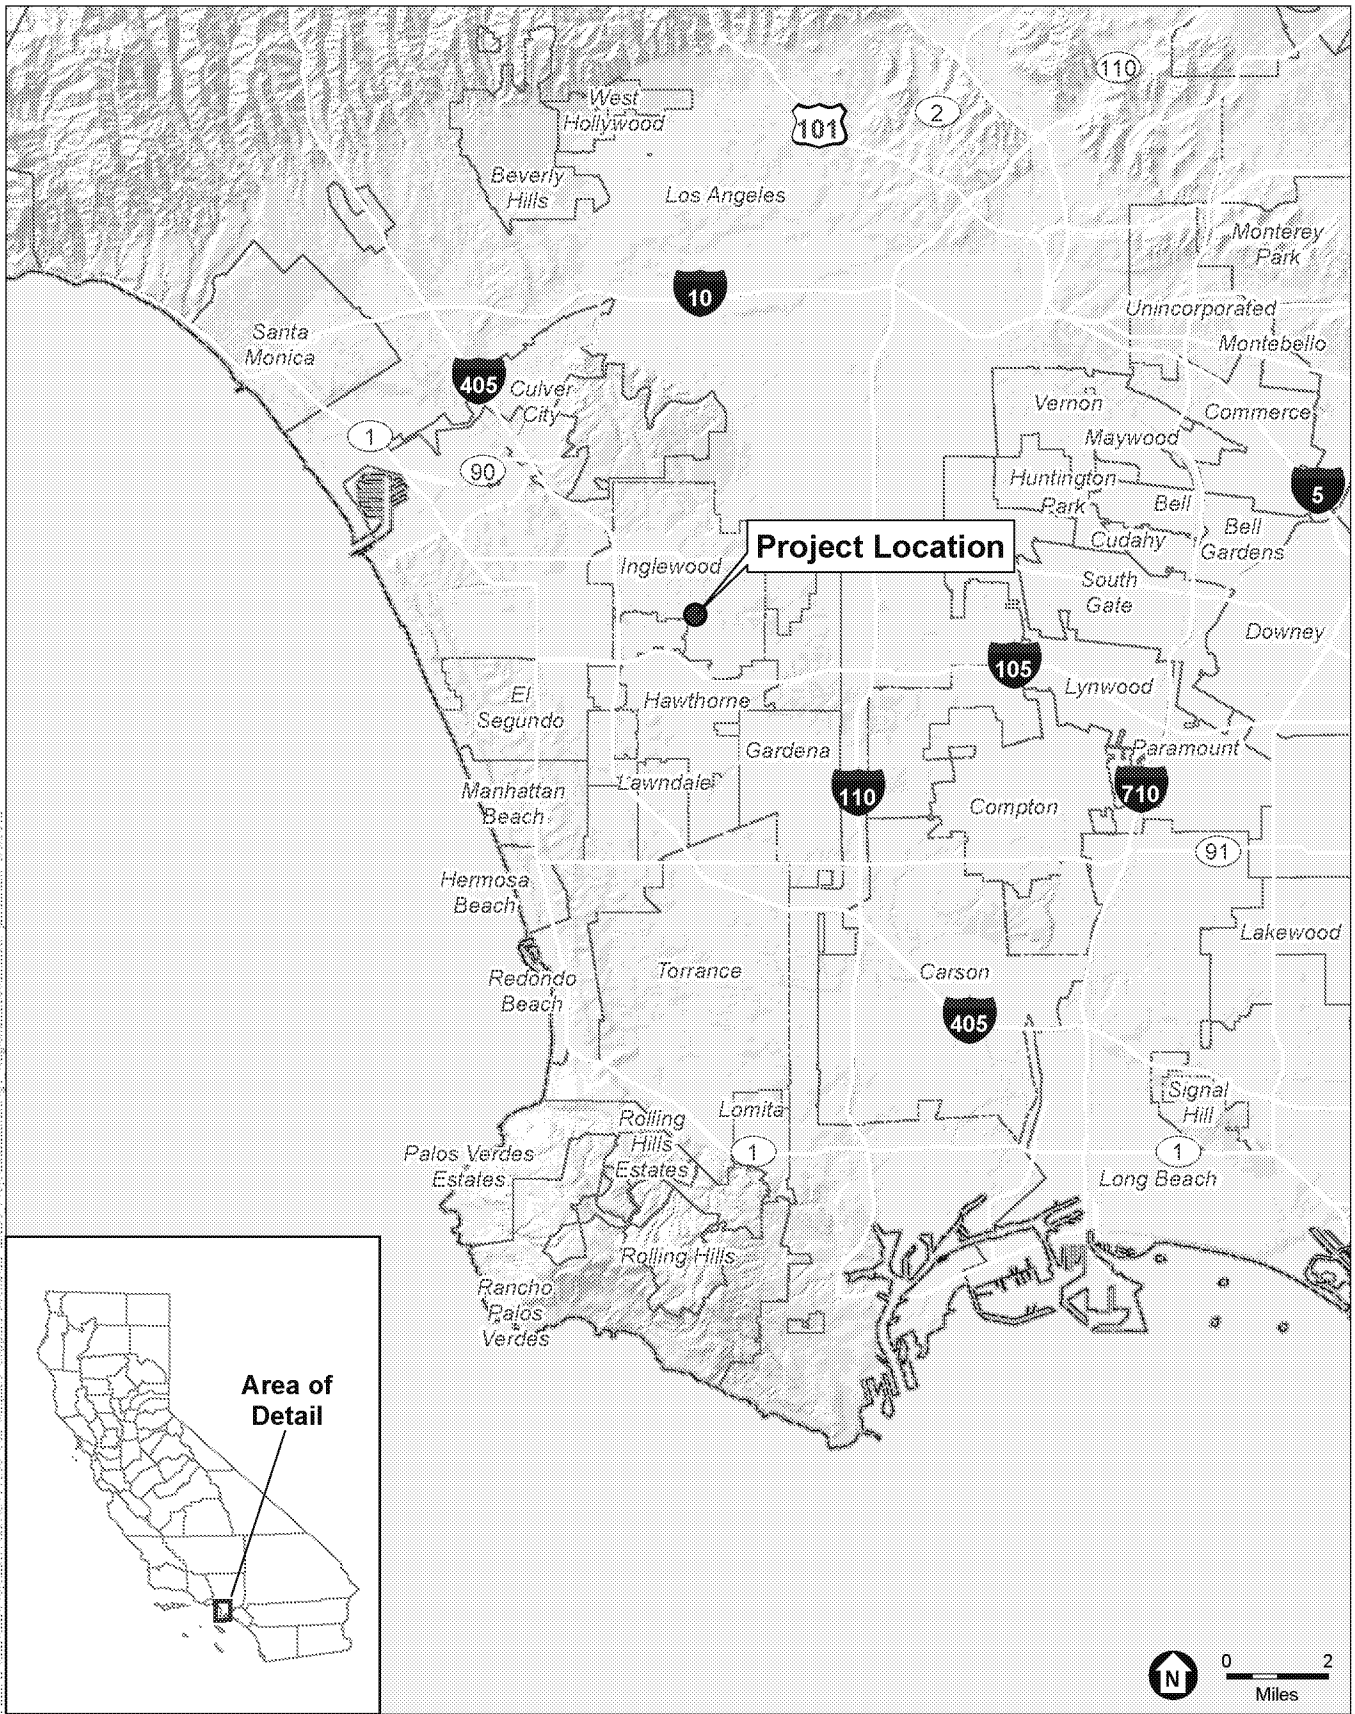 110
2
101
West
Hollywood
Beverly
Hills
Los Angeles
Monterey
Park
10
Unincorporated
Montebello
Santa
Monica
405
Culver
City
Vernon
Commerce
1
Maywood
90
Huntington
Park
5
Bell
Bell
Gardens
Project Location
Cudahy
Inglewood
South
Gate
Downey
105
Lynwood
El
Segundo
Hawthorne
Gardena
Paramount
Lawndale
Manhattan
Beach
110
710
Compton
91
Hermosa
Beach
Lakewood
Redondo
Beach
Torrance
Carson
405
Signal
Hill
Lomita
Rolling
Hills
Estates
1
1
Palos Verdes
Estates
Long Beach
Rolling Hills
Rancho
Palos
Verdes
Area of
Detail
N
0 2
Miles